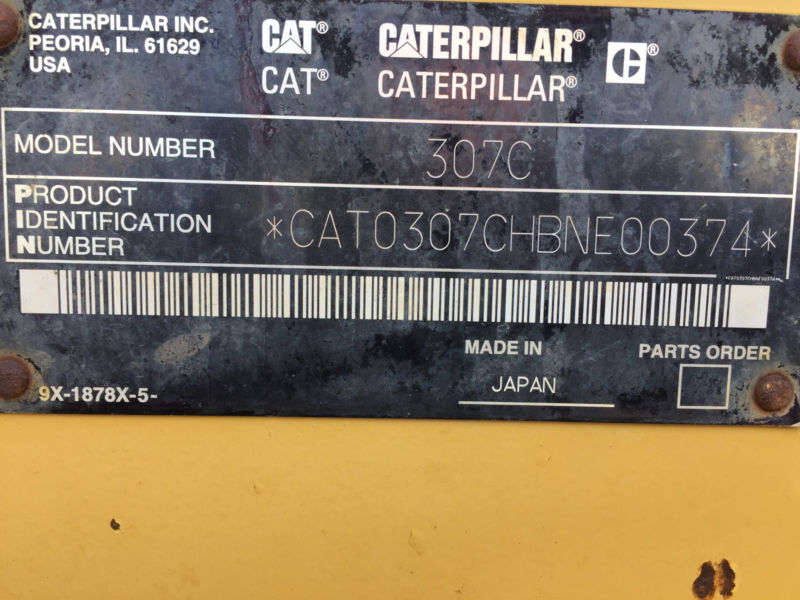 CATERPILLAR INC.
PEORIA, IL. 61629
USA
CAT® CATERPILLAR® C®
CAT® CATERPILLAR®
MODEL NUMBER 307C
PRODUCT
IDENTIFICATION
NUMBER
*CAT0307CHBNE00374*
*CAT0307CHBNE00374*
MADE IN
JAPAN
PARTS ORDER
9X-1878X-5-